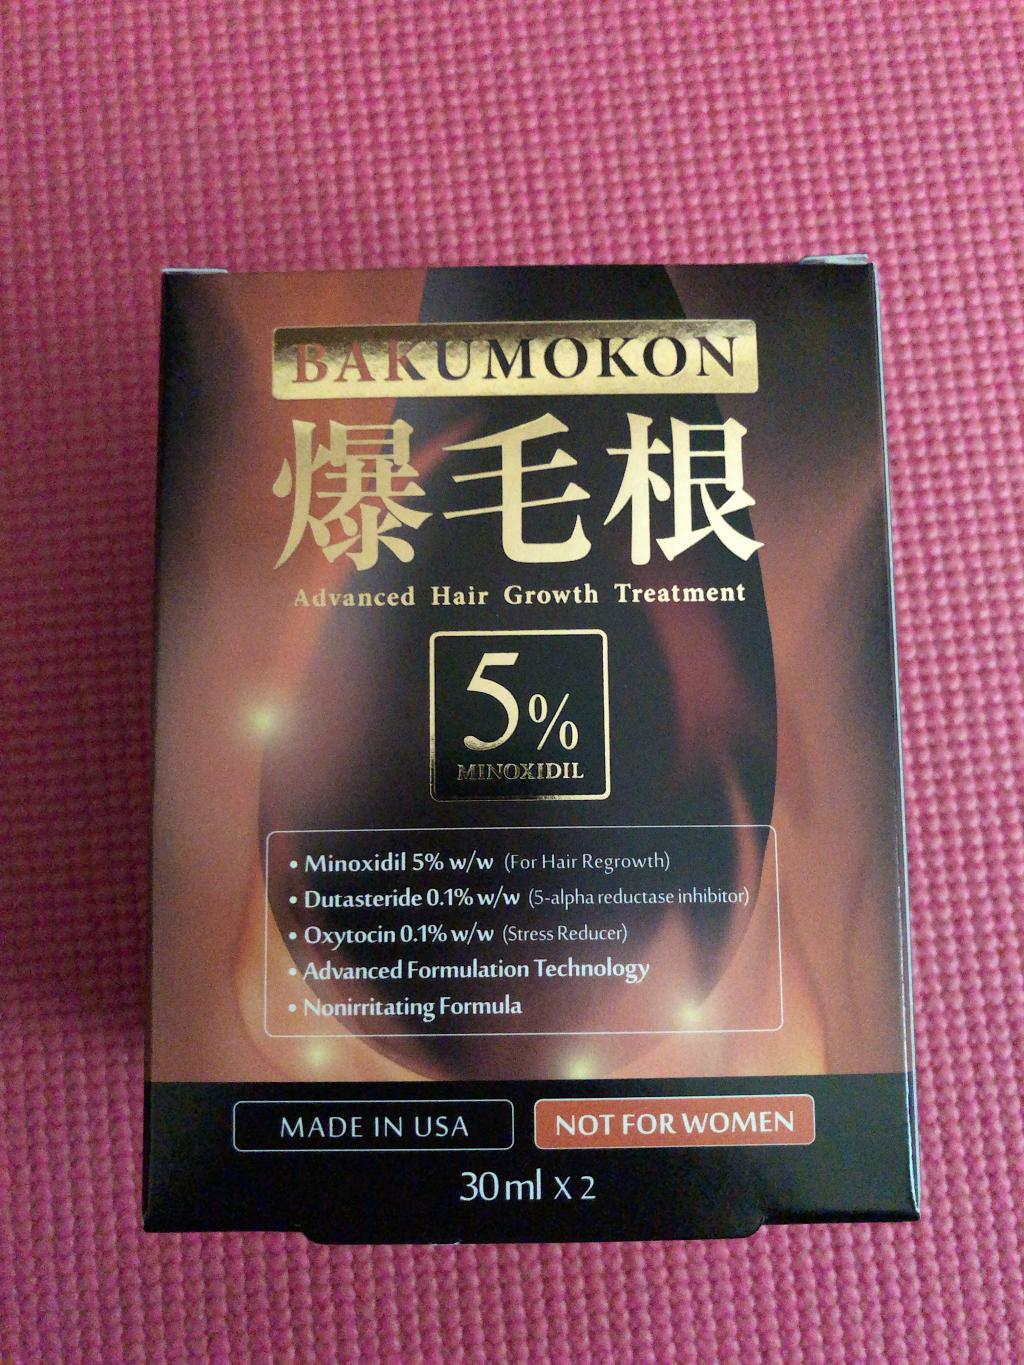 BAKUMOKON
爆毛根
Advanced Hair Growth Treatment
5%
MINOXIDIL
• Minoxidil 5% w/w (For Hair Regrowth)
• Dutasteride 0.1% w/w (5-alpha reductase inhibitor)
• Oxytocin 0.1% w/w (Stress Reducer)
• Advanced Formulation Technology
• Nonirritating Formula
MADE IN USA
NOT FOR WOMEN
30ml X 2